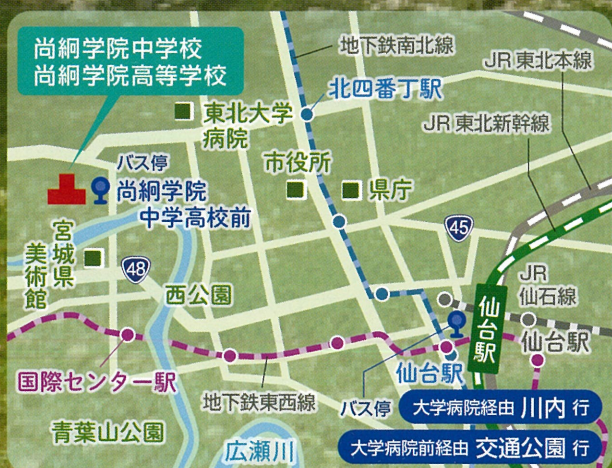 尚絅学院中学校
尚絅学院高等学校
地下鉄南北線
JR東北本線
北四番丁駅
東北大学
病院
JR東北新幹線
バス停
尚絅学院
中学高校前
市役所
県庁
宮城県
美術館
48
45
西公園
JR
仙石線
仙台駅
仙台駅
仙台駅
国際センター駅
地下鉄東西線
バス停
大学病院経由 川内 行
青葉山公園
広瀬川
大学病院前経由 交通公園 行